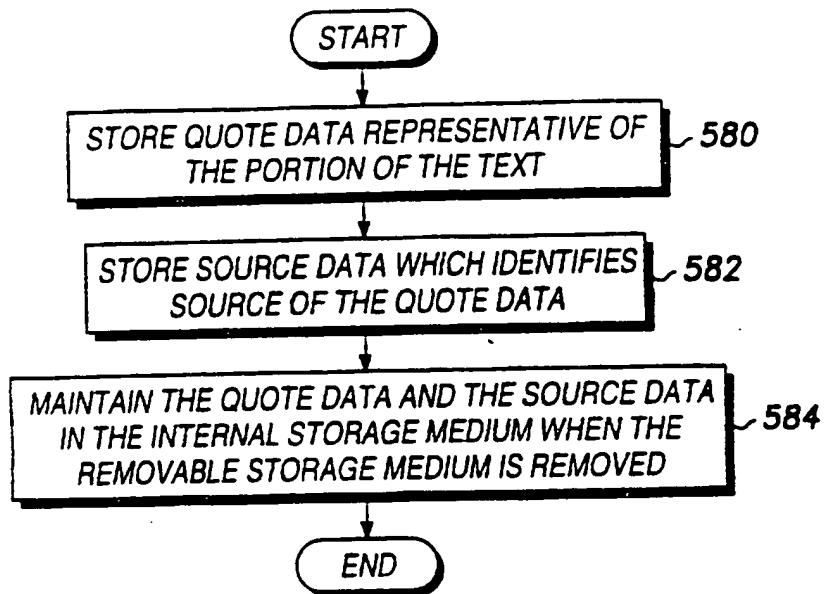 START
STORE QUOTE DATA REPRESENTATIVE OF
THE PORTION OF THE TEXT
580
STORE SOURCE DATA WHICH IDENTIFIES
SOURCE OF THE QUOTE DATA
582
MAINTAIN THE QUOTE DATA AND THE SOURCE DATA
IN THE INTERNAL STORAGE MEDIUM WHEN THE
REMOVABLE STORAGE MEDIUM IS REMOVED
584
END